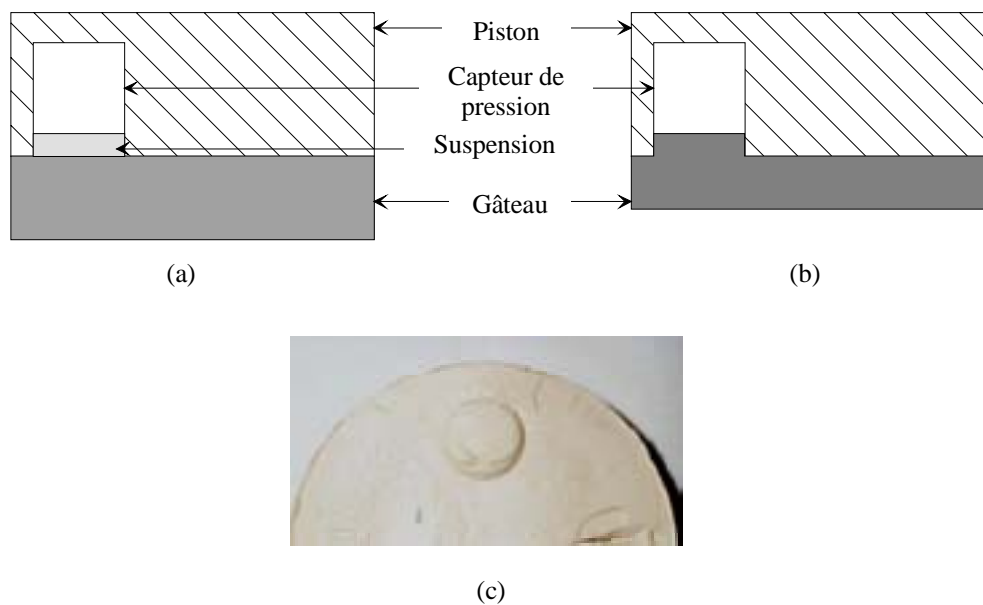 Piston
Capteur de
pression
Suspension
Gâteau
(a)
(b)
(c)